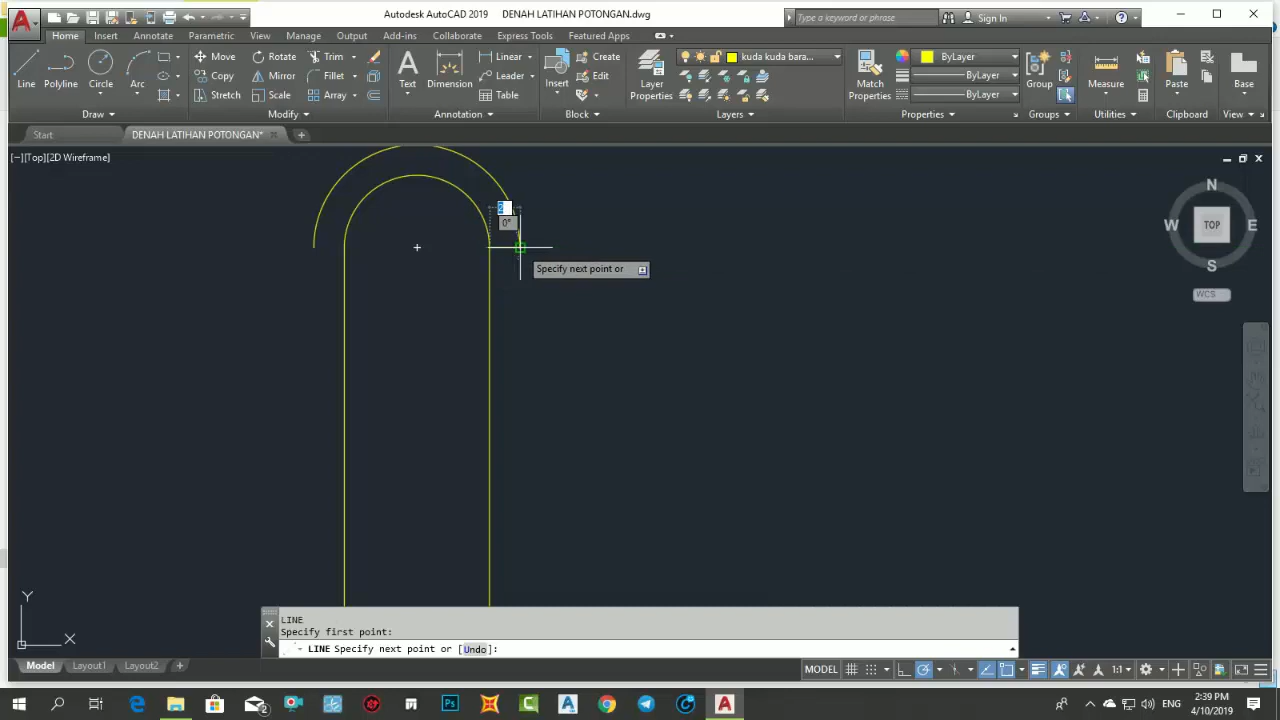 Autodesk AutoCAD 2019 DENAH LATIHAN POTONGAN.dwg
Type a keyword or phrase
Sign In
Home Insert Annotate Parametric View Manage Output Add-ins Collaborate Express Tools Featured Apps
Line Polyline Circle Arc
Move Rotate Trim
Copy Mirror Fillet
Stretch Scale Array
Text Dimension
Linear
Leader
Table
Insert
Create
Edit
Layer Properties
kuda kuda bara...
Match Properties
ByLayer
ByLayer
ByLayer
Group
Measure
Paste
Base
Draw Modify Annotation Block Layers Properties Groups Utilities Clipboard View
Start DENAH LATIHAN POTONGAN*
[−][Top][2D Wireframe]
N
W TOP E
S
WCS
0°
Specify next point or
Y
X
LINE
Specify first point:
LINE Specify next point or [Undo]:
Model Layout1 Layout2
MODEL
1:1
ENG
2:39 PM
4/10/2019